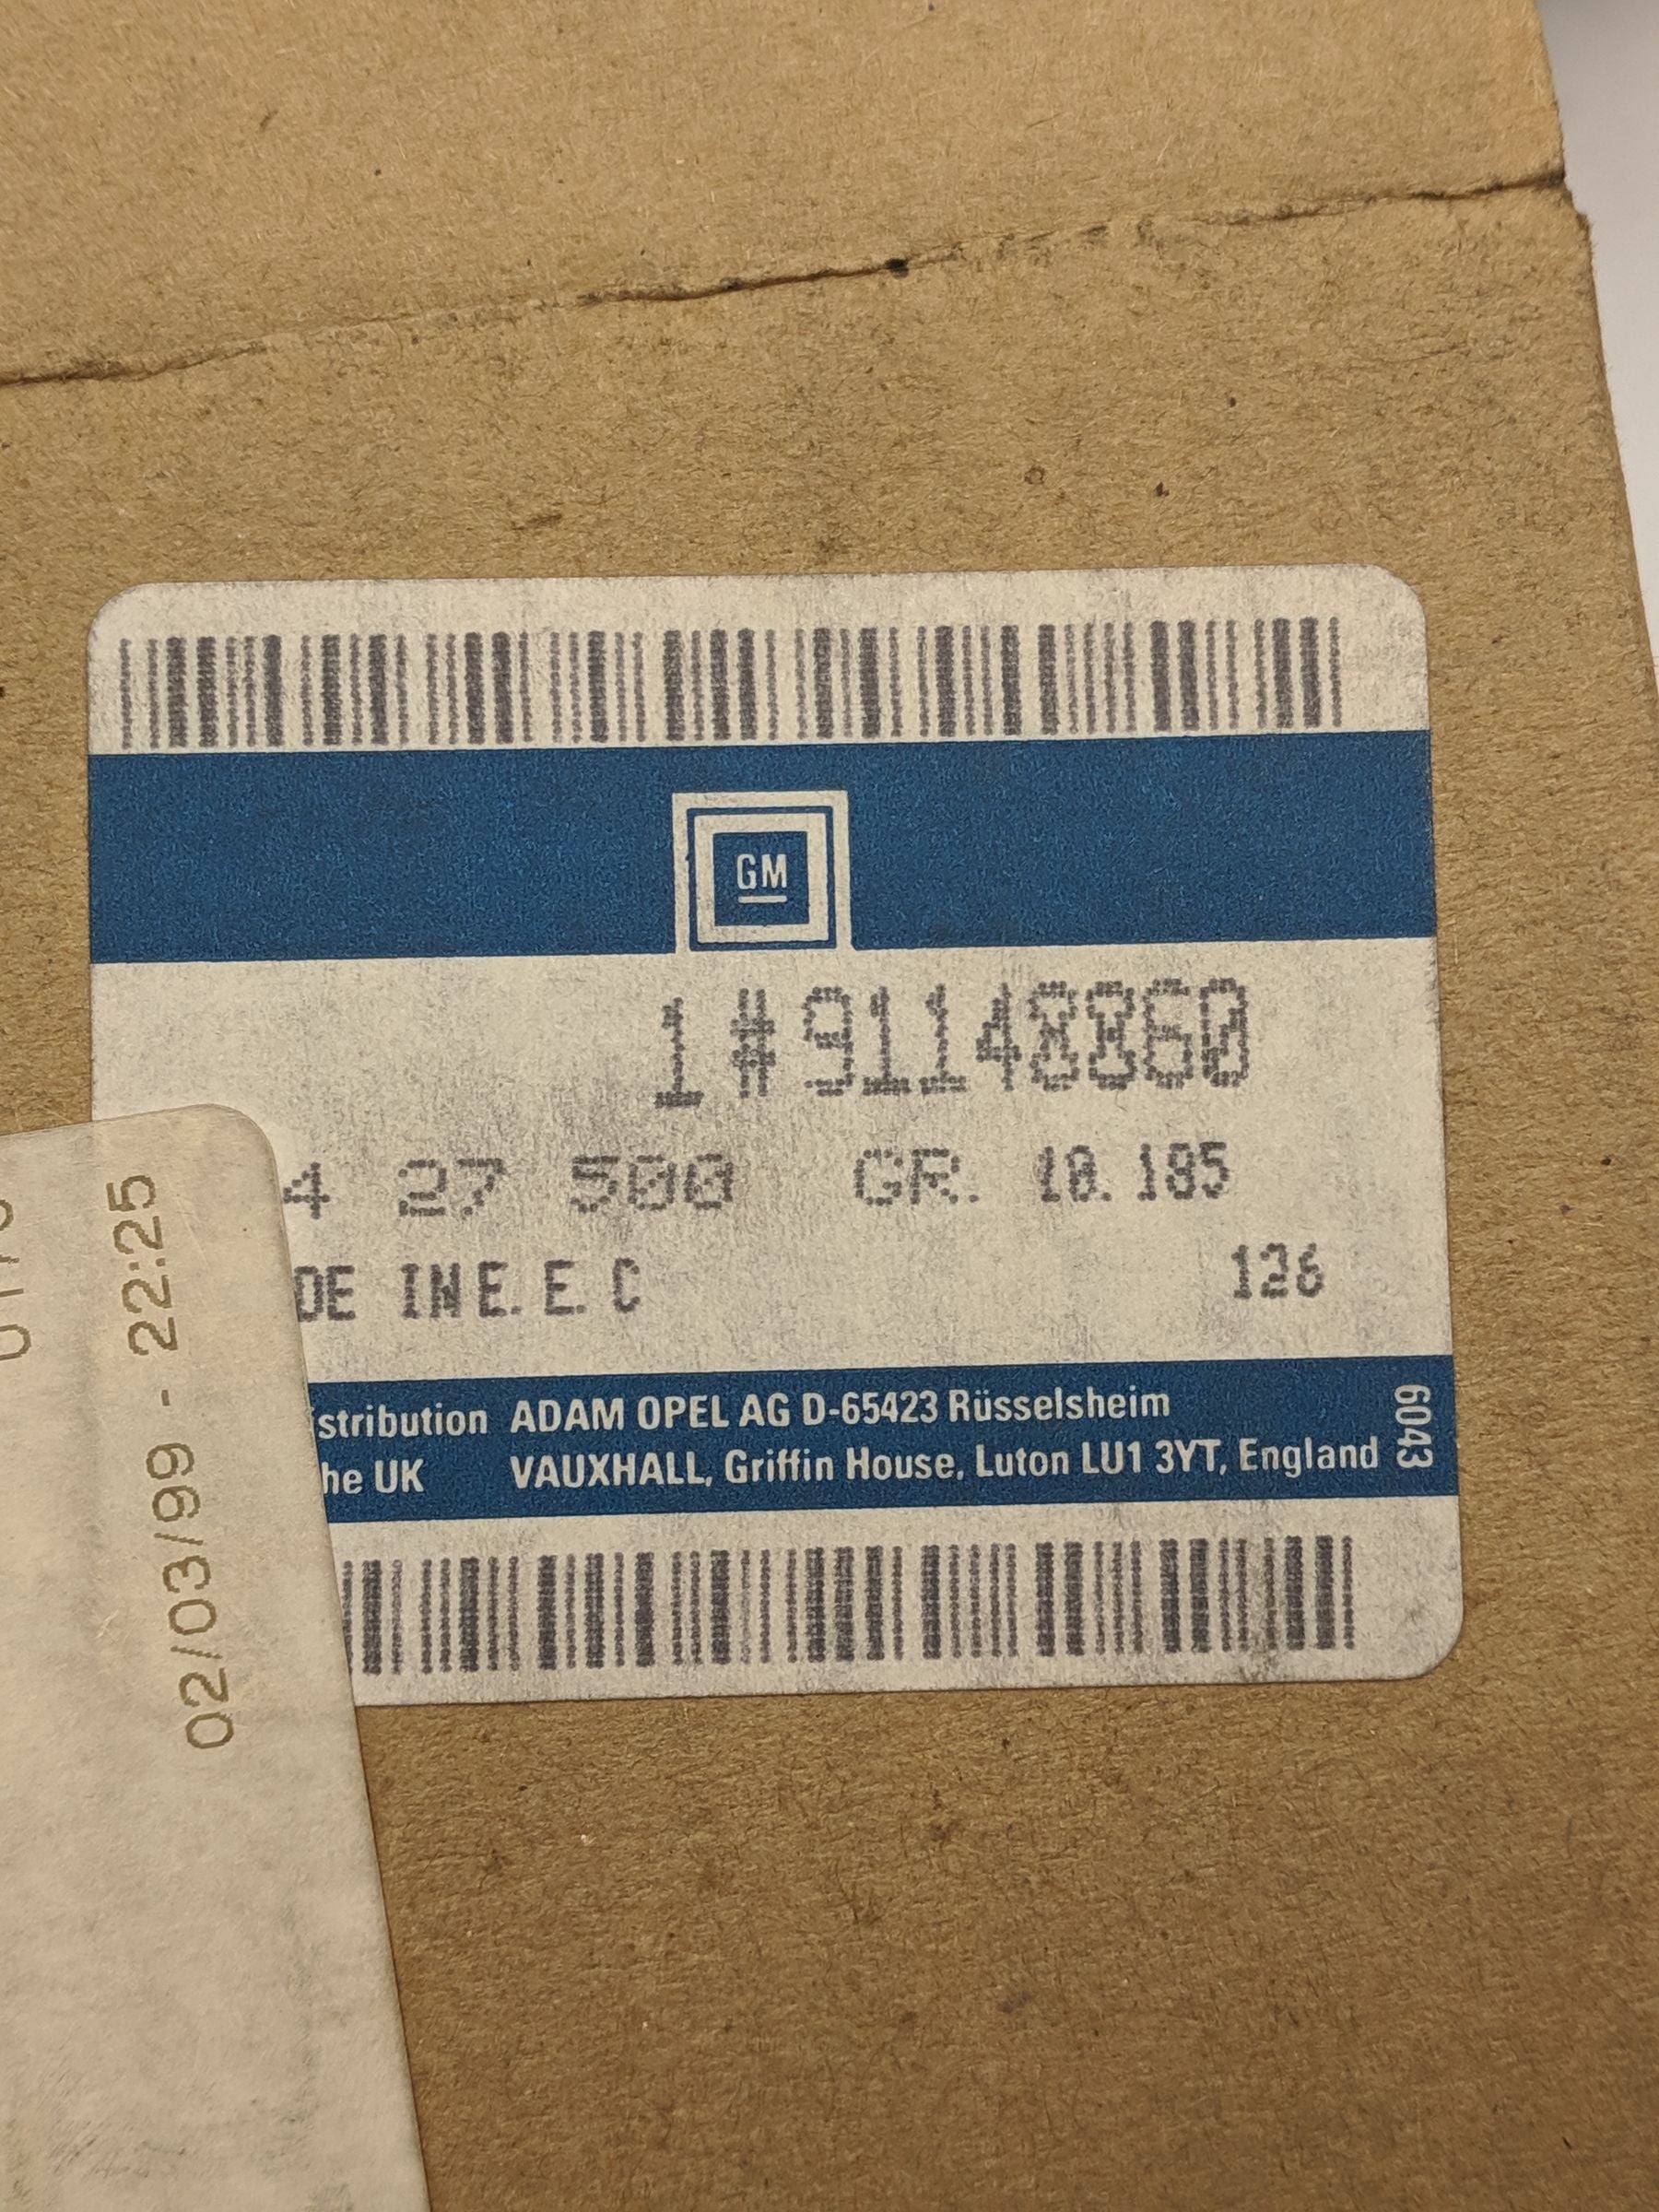 GM
1#91148860
4 27 500 GR. 10.185
DE IN E.E.C
126
stribution ADAM OPEL AG D-65423 Rüsselsheim
he UK VAUXHALL, Griffin House, Luton LU1 3YT, England
6043
02/03/99 - 22:25